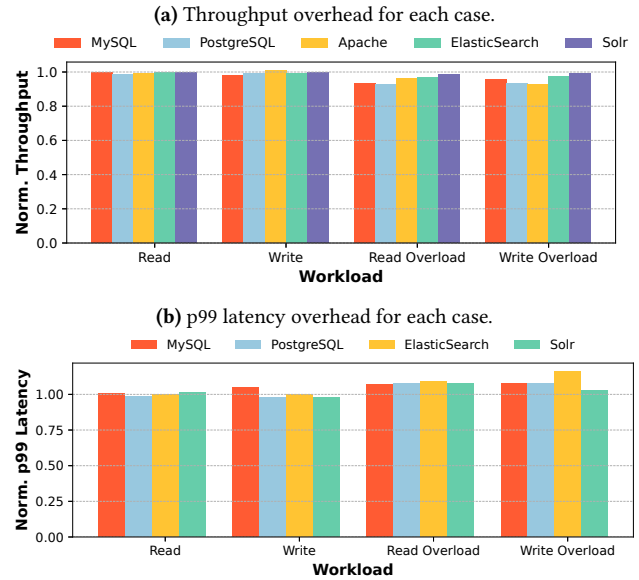 (a) Throughput overhead for each case.
MySQL PostgreSQL Apache ElasticSearch Solr
Norm. Throughput
1.0
0.8
0.6
0.4
0.2
0.0
Read Write Read Overload Write Overload
Workload
(b) p99 latency overhead for each case.
MySQL PostgreSQL ElasticSearch Solr
Norm. p99 Latency
1.00
0.75
0.50
0.25
0.00
Read Write Read Overload Write Overload
Workload